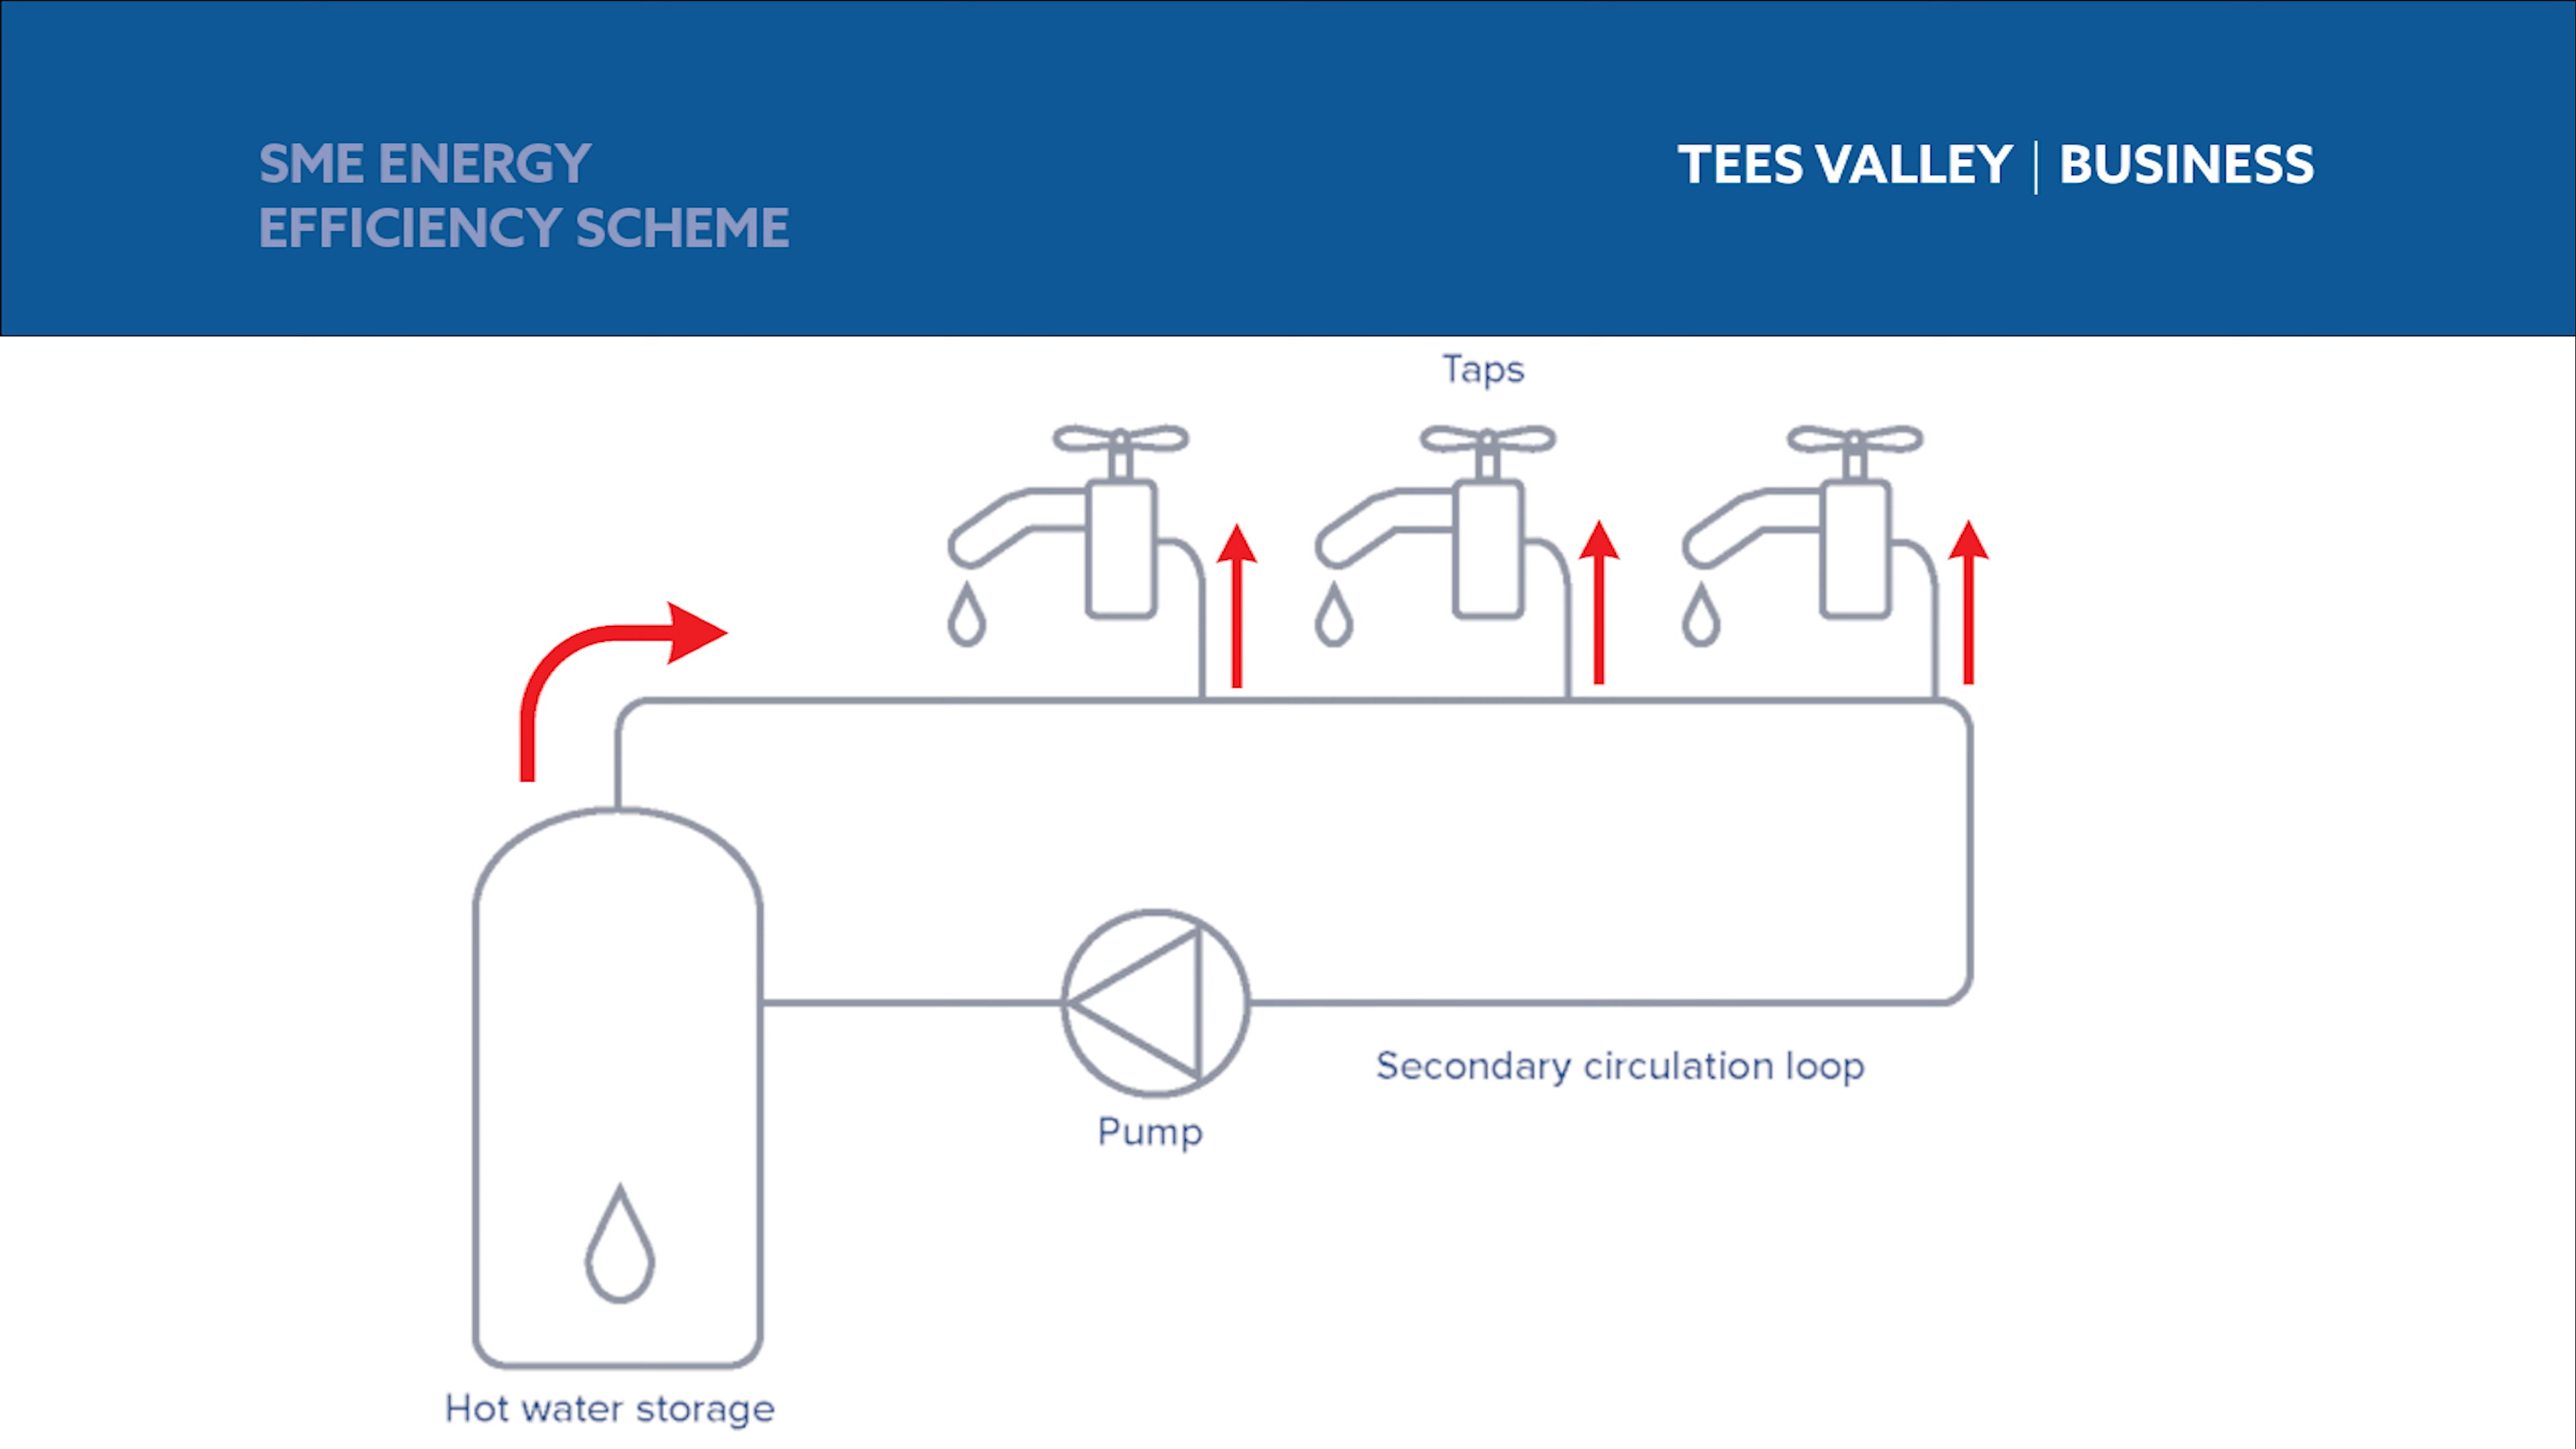 SME ENERGY
EFFICIENCY SCHEME
TEES VALLEY | BUSINESS
Taps
Secondary circulation loop
Pump
Hot water storage